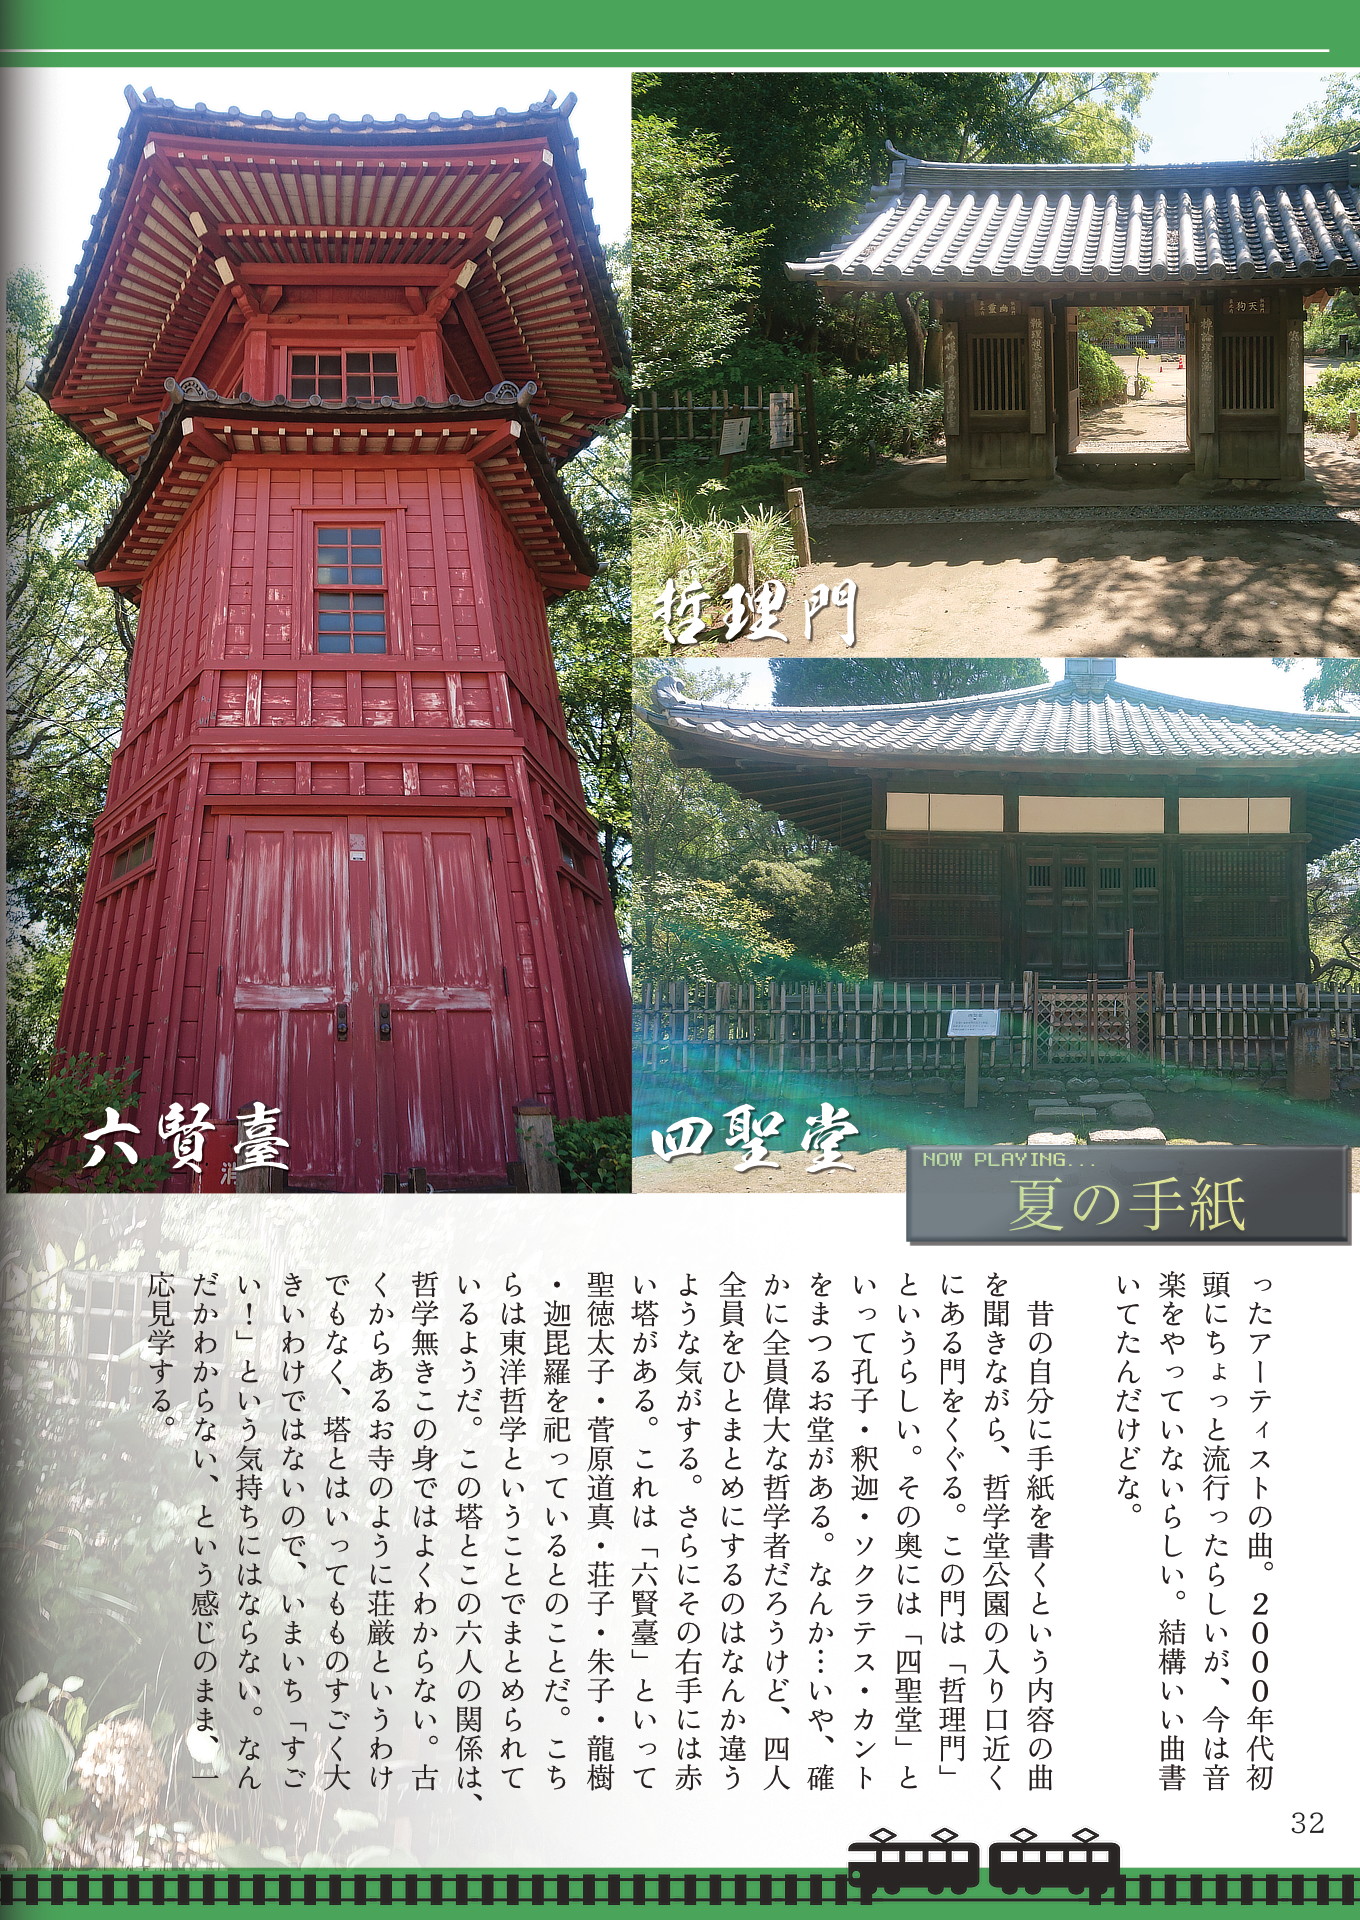 哲理門
六賢臺
四聖堂
NOW PLAYING...
夏の手紙
幽霊
天狗
消
ったアーティストの曲。2000年代初
頭にちょっと流行ったらしいが、今は音
楽をやっていないらしい。結構いい曲書
いてたんだけどな。
昔の自分に手紙を書くという内容の曲
を聞きながら、哲学堂公園の入り口近く
にある門をくぐる。この門は「哲理門」
というらしい。その奥には「四聖堂」と
いって孔子・釈迦・ソクラテス・カント
をまつるお堂がある。なんか…いや、確
かに全員偉大な哲学者だろうけど、四人
全員をひとまとめにするのはなんか違う
ような気がする。さらにその右手には赤
い塔がある。これは「六賢臺」といって
聖徳太子・菅原道真・荘子・朱子・龍樹
・迦毘羅を祀っているとのことだ。こち
らは東洋哲学ということでまとめられて
いるようだ。この塔とこの六人の関係は、
哲学無きこの身ではよくわからない。古
くからあるお寺のように荘厳というわけ
でもなく、塔とはいってもものすごく大
きいわけではないので、いまいち「すご
い！」という気持ちにはならない。なん
だかわからない、という感じのまま、一
応見学する。
32